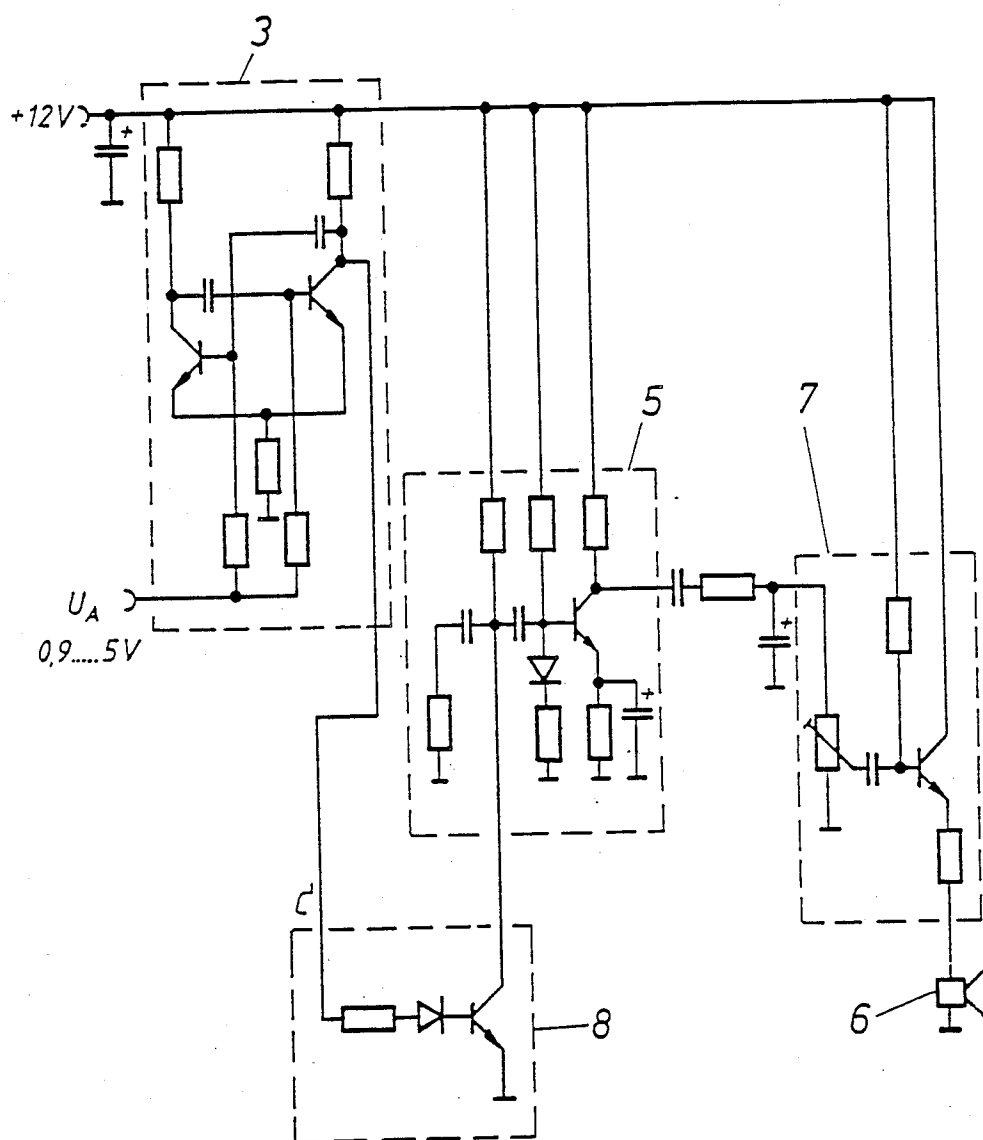 3
+12V
+
5
7
U_A
0,9.....5V
+
+
C
8
6